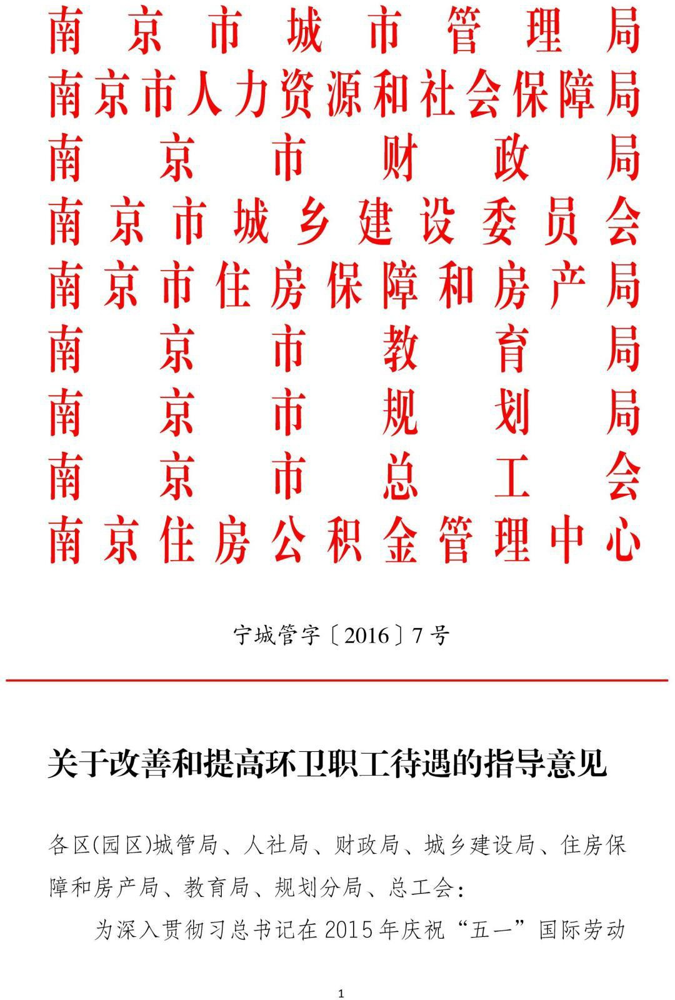 南京市城市管理局
南京市人力资源和社会保障局
南京市财政局
南京市城乡建设委员会
南京市住房保障和房产局
南京市教育局
南京市规划局
南京市总工会
南京住房公积金管理中心
宁城管字〔2016〕7 号
关于改善和提高环卫职工待遇的指导意见
各区(园区)城管局、人社局、财政局、城乡建设局、住房保
障和房产局、教育局、规划分局、总工会：
为深入贯彻习总书记在 2015 年庆祝“五一”国际劳动
1